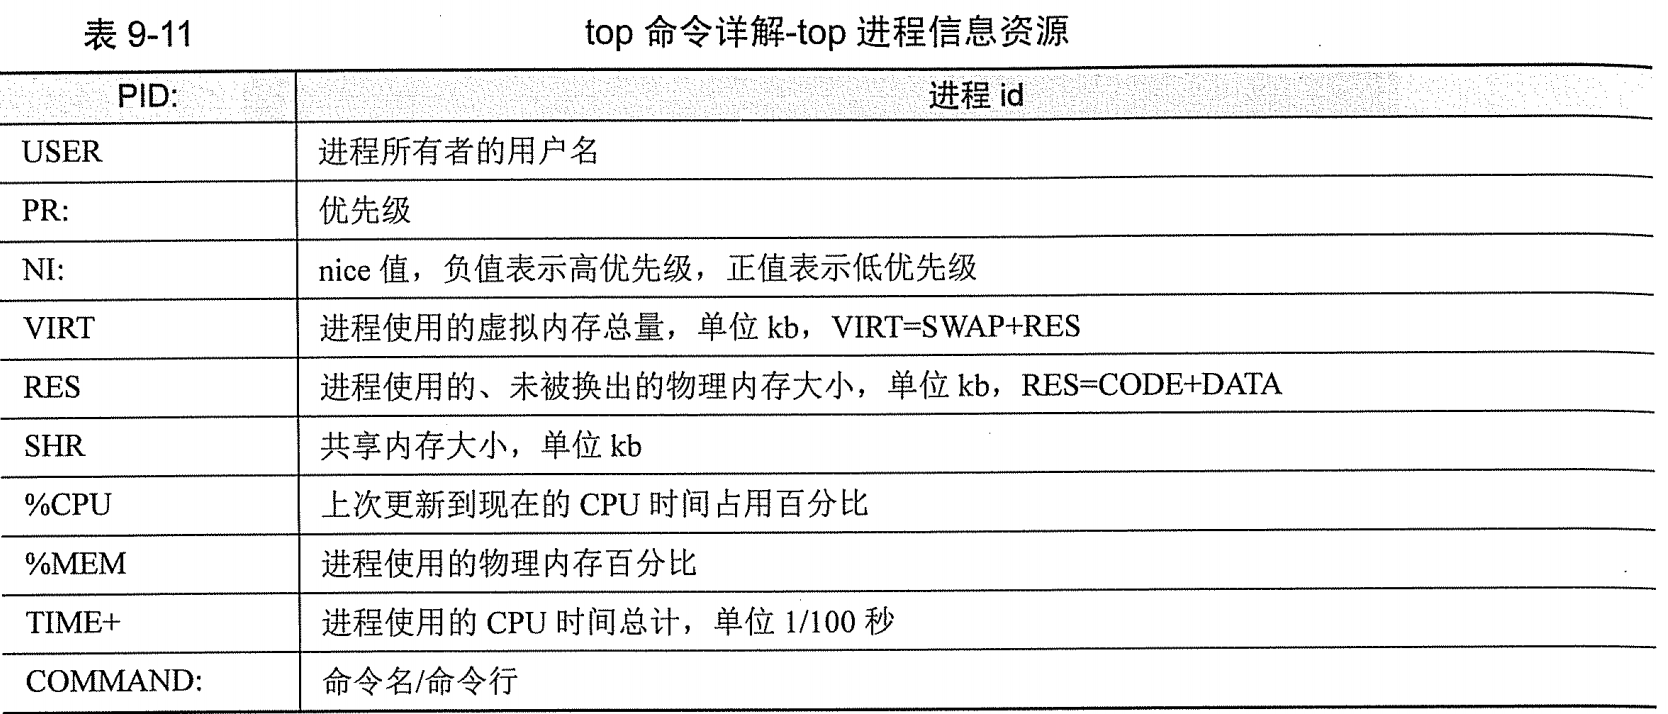 表 9-11 top 命令详解-top 进程信息资源
PID: 进程 id
USER 进程所有者的用户名
PR: 优先级
NI: nice 值，负值表示高优先级，正值表示低优先级
VIRT 进程使用的虚拟内存总量，单位 kb，VIRT=SWAP+RES
RES 进程使用的、未被换出的物理内存大小，单位 kb，RES=CODE+DATA
SHR 共享内存大小，单位 kb
%CPU 上次更新到现在的 CPU 时间占用百分比
%MEM 进程使用的物理内存百分比
TIME+ 进程使用的 CPU 时间总计，单位 1/100 秒
COMMAND: 命令名/命令行